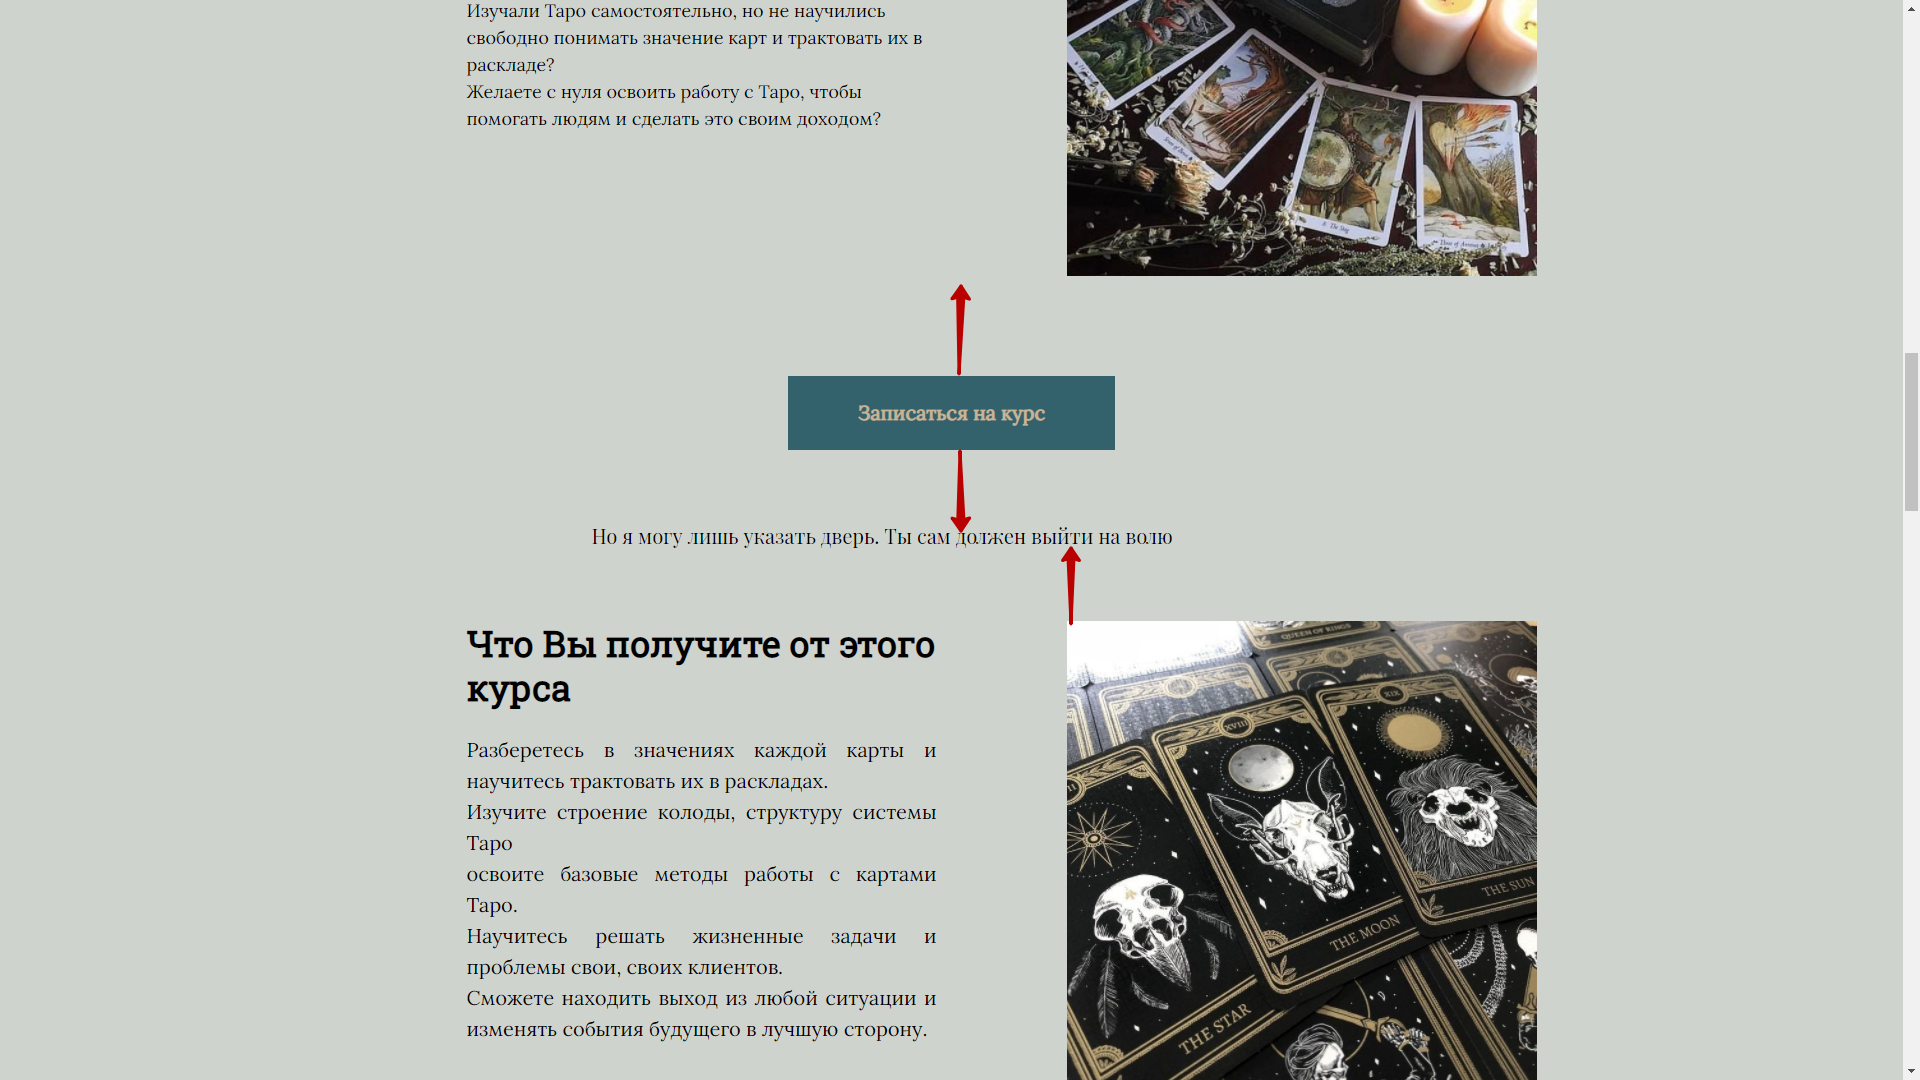 Изучали Таро самостоятельно, но не научились
свободно понимать значение карт и трактовать их в
раскладе?
Желаете с нуля освоить работу с Таро, чтобы
помогать людям и сделать это своим доходом?
Записаться на курс
Но я могу лишь указать дверь. Ты сам должен выйти на волю
Что Вы получите от этого
курса
Разберетесь в значениях каждой карты и
научитесь трактовать их в раскладах.
Изучите строение колоды, структуру системы
Таро
освоите базовые методы работы с картами
Таро.
Научитесь решать жизненные задачи и
проблемы свои, своих клиентов.
Сможете находить выход из любой ситуации и
изменять события будущего в лучшую сторону.
QUEEN OF RINGS
XVIII
XIX
THE STAR
THE MOON
THE SUN